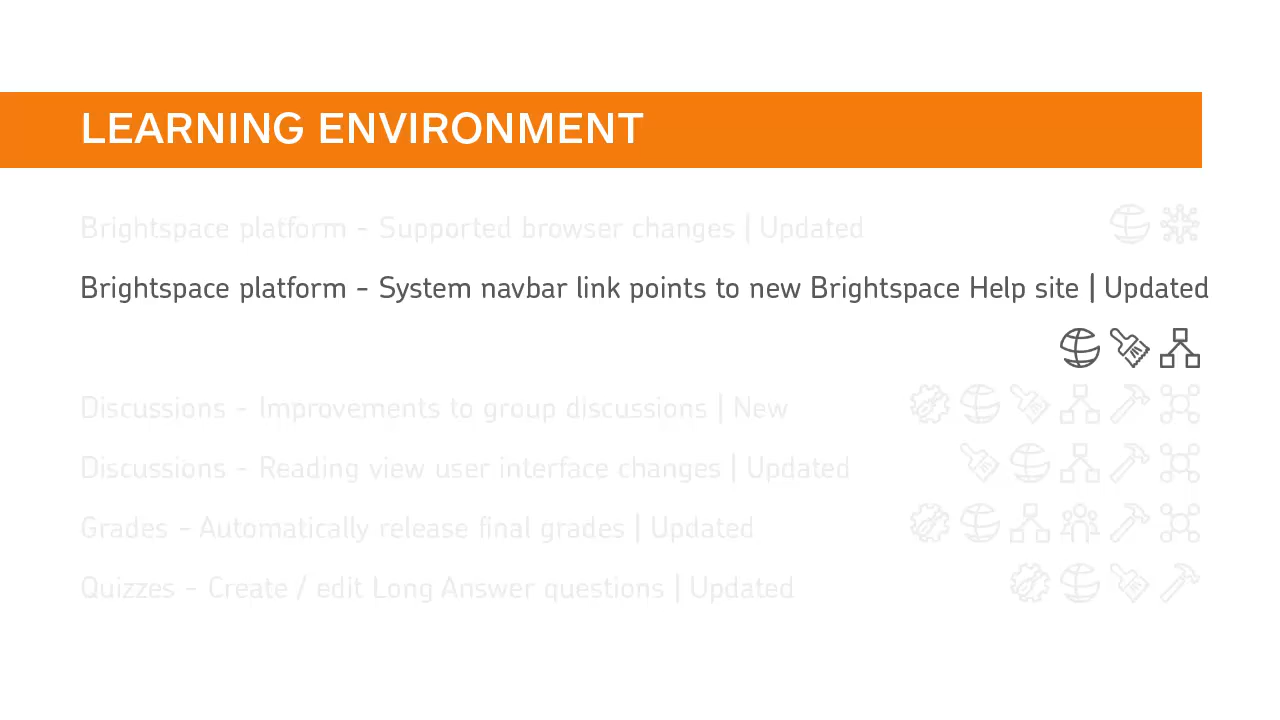 LEARNING ENVIRONMENT
Brightspace platform - Supported browser changes | Updated
Brightspace platform - System navbar link points to new Brightspace Help site | Updated
Discussions - Improvements to group discussions | New
Discussions - Reading view user interface changes | Updated
Grades - Automatically release final grades | Updated
Quizzes - Create / edit Long Answer questions | Updated